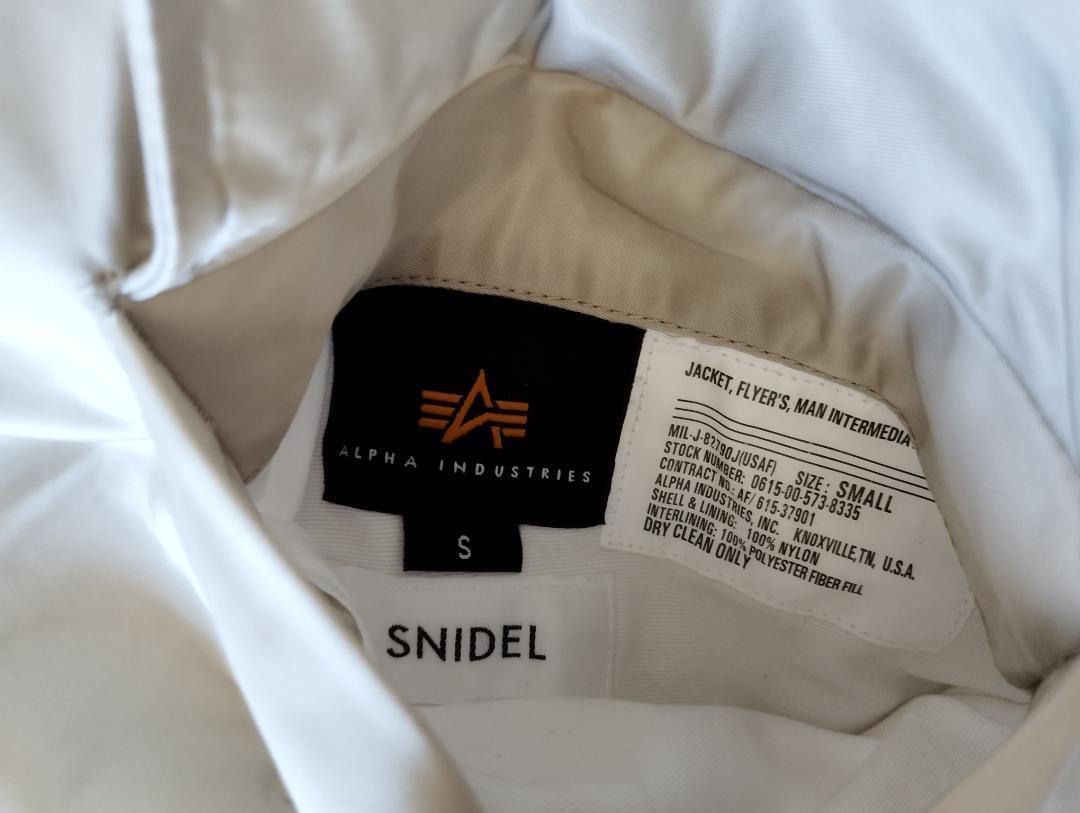 ALPHA INDUSTRIES
S
SNIDEL
JACKET, FLYER'S, MAN INTERMEDIA
MIL-J-8?790J(USAF) SIZE: SMALL
STOCK NUMBER: 0615-00-573-8335
CONTRACT NO.: AF/ 615-37901
ALPHA INDUSTRIES, INC. KNOXVILLE, TN, U.S.A.
SHELL & LINING: 100% NYLON
INTERLINING: 100% POLYESTER FIBER FILL
DRY CLEAN ONLY